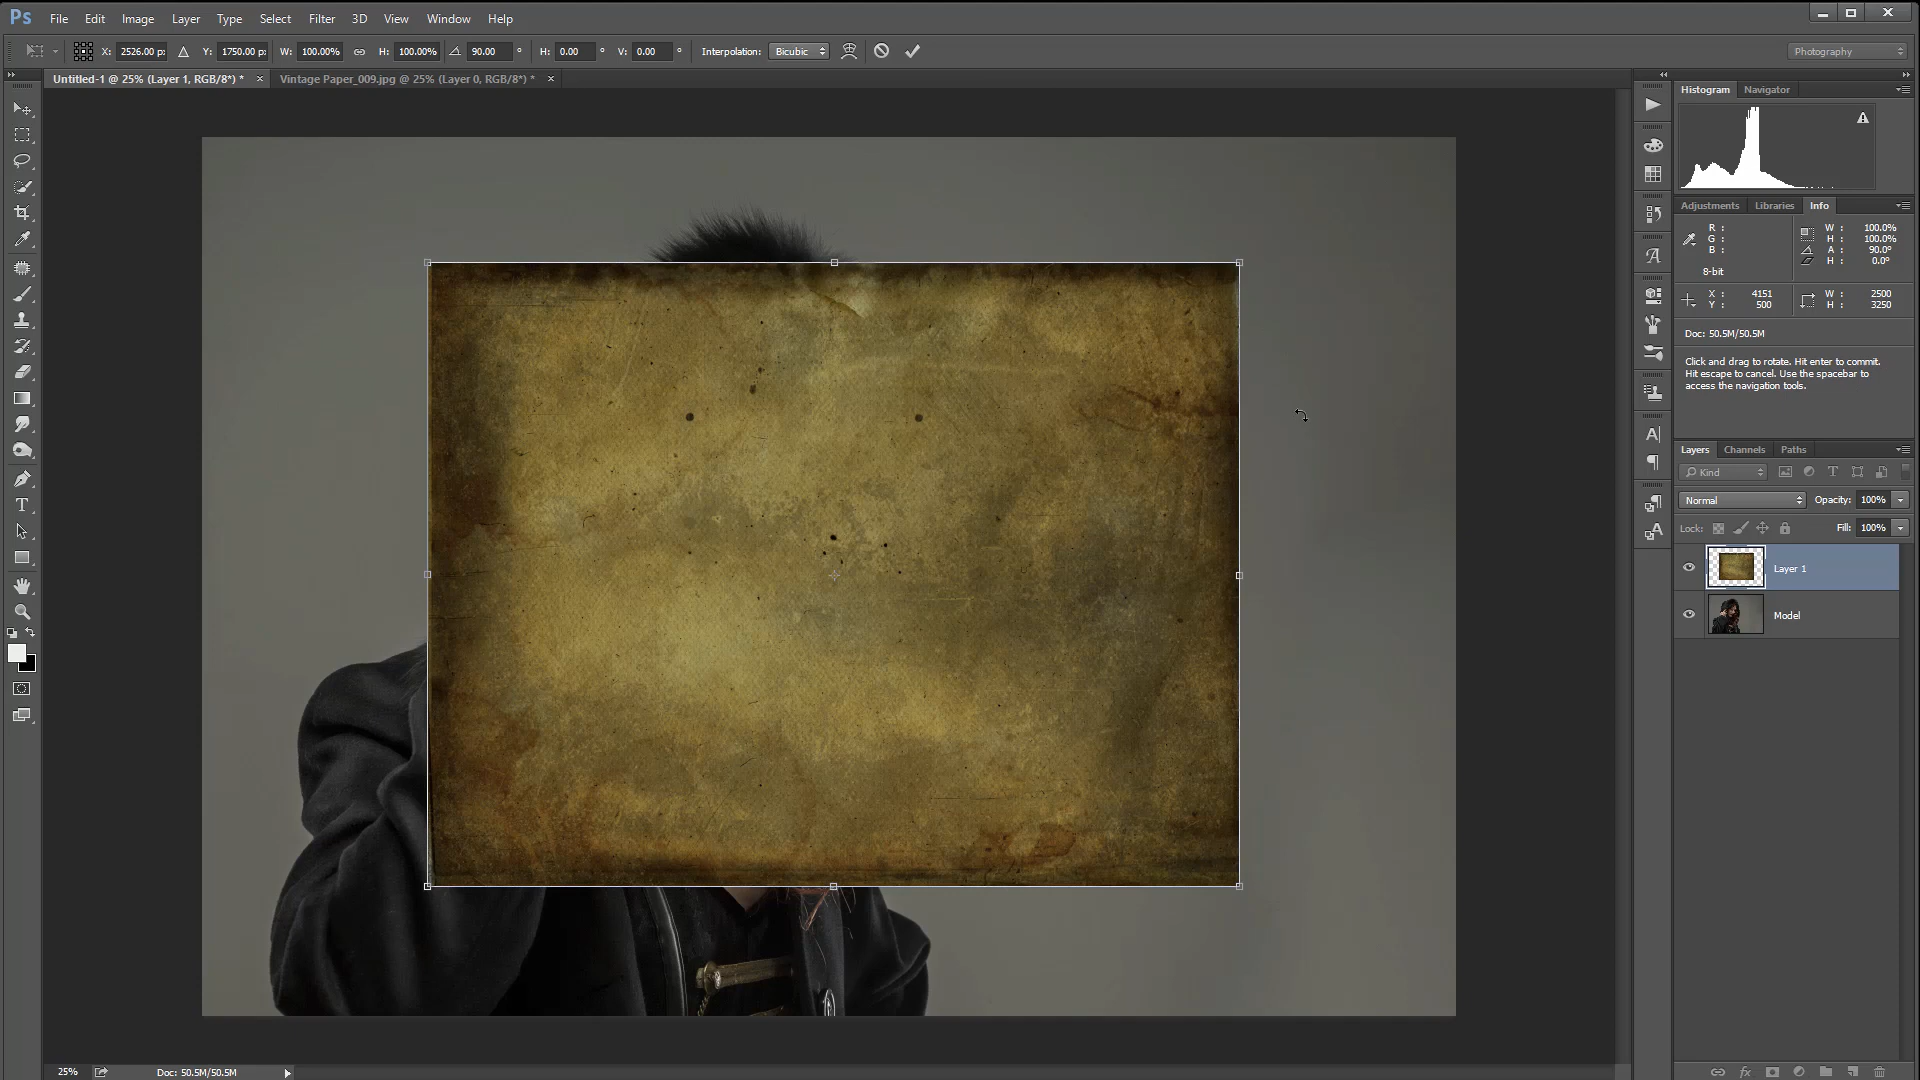 Ps File Edit Image Layer Type Select Filter 3D View Window Help
X: 2526.00 p: Y: 1750.00 p: W: 100.00% H: 100.00% 90.00 ° H: 0.00 ° V: 0.00 ° Interpolation: Bicubic Photography
Untitled-1 @ 25% (Layer 1, RGB/8*) * × Vintage Paper_009.jpg @ 25% (Layer 0, RGB/8*) * ×
Histogram Navigator
Adjustments Libraries Info
R : W : 100.0%
G : H : 100.0%
B : A : 90.0°
H : 0.0°
8-bit
X : 4151 W : 2500
Y : 500 H : 3250
Doc: 50.5M/50.5M
Click and drag to rotate. Hit enter to commit.
Hit escape to cancel. Use the spacebar to
access the navigation tools.
Layers Channels Paths
Kind
Normal Opacity: 100%
Lock: Fill: 100%
Layer 1
Model
25% Doc: 50.5M/50.5M